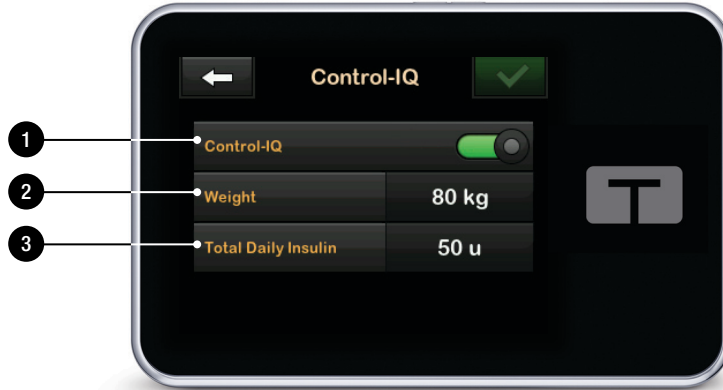 Control-IQ
1
Control-IQ
2
Weight
80 kg
3
Total Daily Insulin
50 u
T